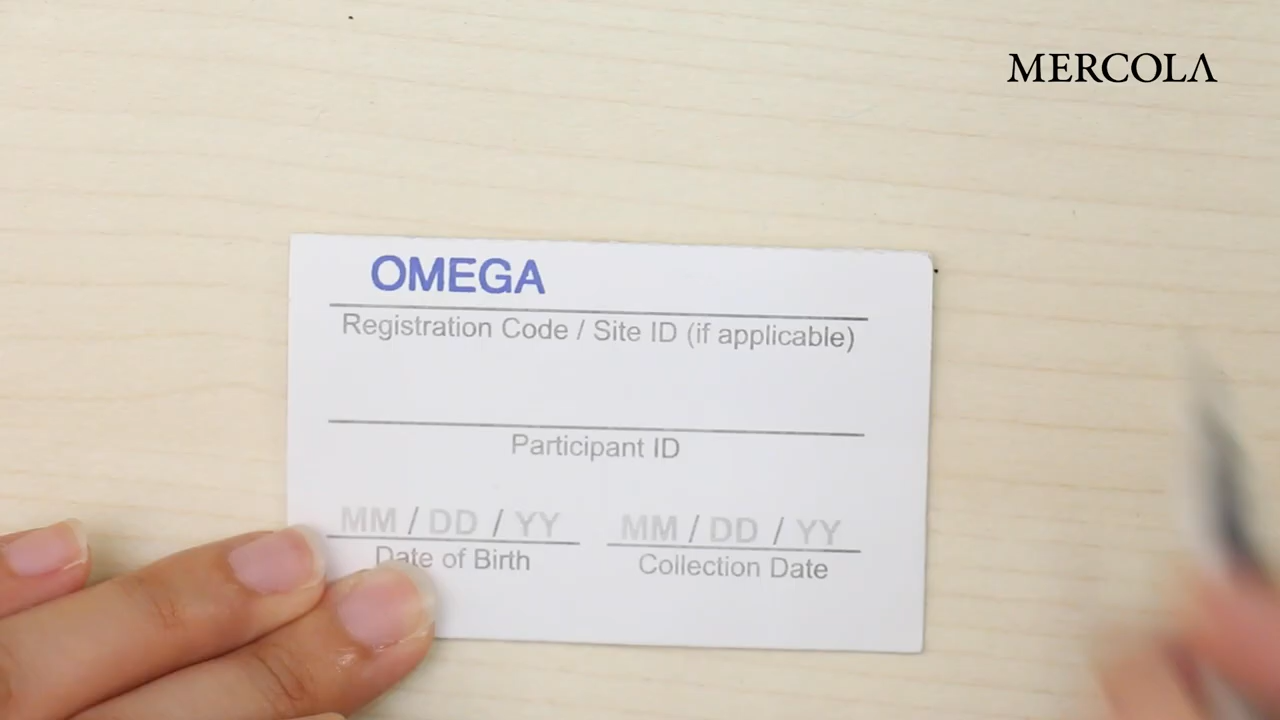 MERCOLA
OMEGA
Registration Code / Site ID (if applicable)
Participant ID
MM / DD / YY MM / DD / YY
Date of Birth Collection Date